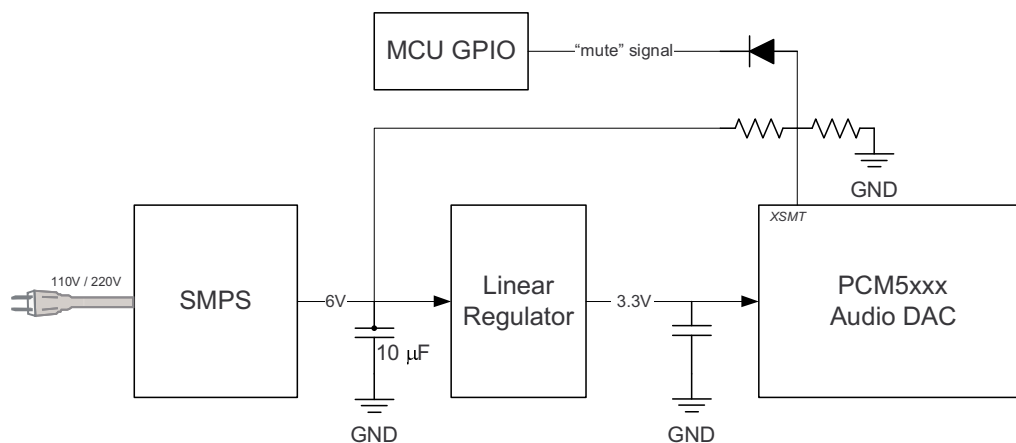 MCU GPIO
“mute” signal
GND
XSMT
110V / 220V
SMPS
6V
10 μF
GND
Linear
Regulator
3.3V
GND
PCM5xxx
Audio DAC